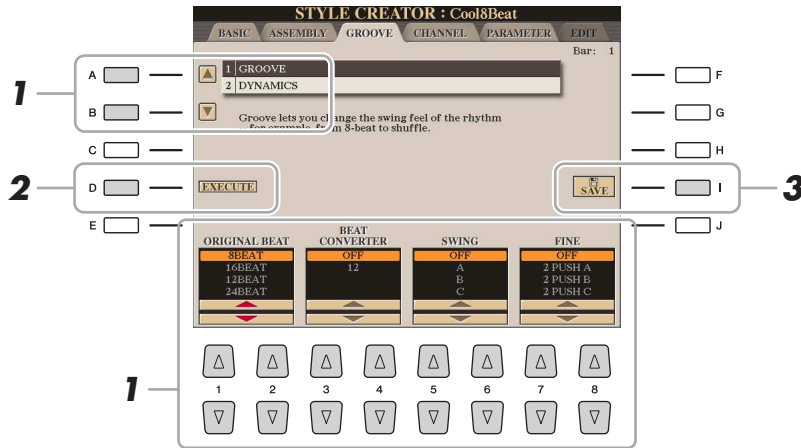 STYLE CREATOR : Cool8Beat
BASIC ASSEMBLY GROOVE CHANNEL PARAMETER EDIT
Bar: 1
1 GROOVE
2 DYNAMICS
Groove lets you change the swing feel of the rhythm
- for example, from 8-beat to shuffle.
EXECUTE
SAVE
ORIGINAL BEAT
8BEAT
16BEAT
12BEAT
24BEAT
BEAT
CONVERTER
OFF
12
SWING
OFF
A
B
C
FINE
OFF
2 PUSH A
2 PUSH B
2 PUSH C
A
B
C
D
E
F
G
H
I
J
1
2
3
1
1 2 3 4 5 6 7 8